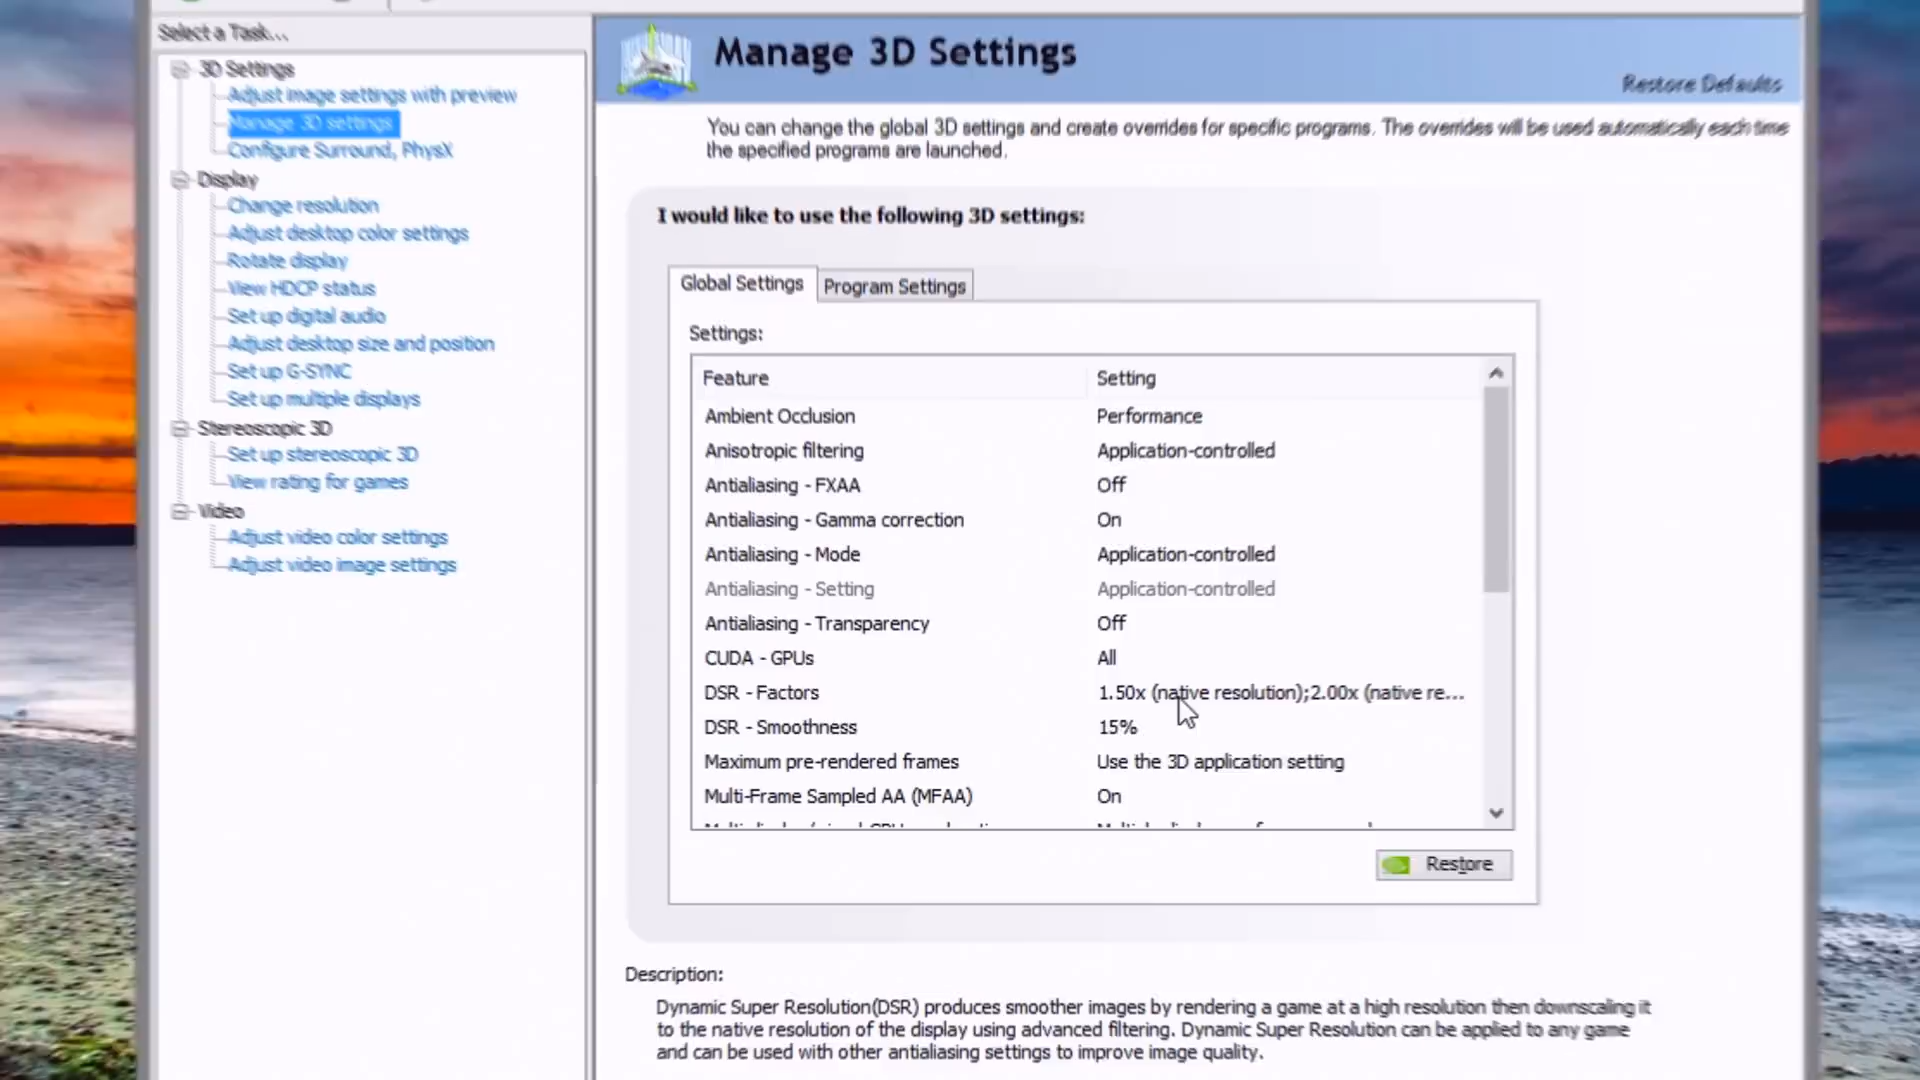 Select a Task...
3D Settings
Adjust image settings with preview
Manage 3D settings
Configure Surround, PhysX
Display
Change resolution
Adjust desktop color settings
Rotate display
View HDCP status
Set up digital audio
Adjust desktop size and position
Set up G-SYNC
Set up multiple displays
Stereoscopic 3D
Set up stereoscopic 3D
View rating for games
Video
Adjust video color settings
Adjust video image settings
Manage 3D Settings
Restore Defaults
You can change the global 3D settings and create overrides for specific programs. The overrides will be used automatically each time
the specified programs are launched.
I would like to use the following 3D settings:
Global Settings
Program Settings
Settings:
Feature Setting
Ambient Occlusion Performance
Anisotropic filtering Application-controlled
Antialiasing - FXAA Off
Antialiasing - Gamma correction On
Antialiasing - Mode Application-controlled
Antialiasing - Setting Application-controlled
Antialiasing - Transparency Off
CUDA - GPUs All
DSR - Factors 1.50x (native resolution);2.00x (native re...
DSR - Smoothness 15%
Maximum pre-rendered frames Use the 3D application setting
Multi-Frame Sampled AA (MFAA) On
Restore
Description:
Dynamic Super Resolution(DSR) produces smoother images by rendering a game at a high resolution then downscaling it
to the native resolution of the display using advanced filtering. Dynamic Super Resolution can be applied to any game
and can be used with other antialiasing settings to improve image quality.